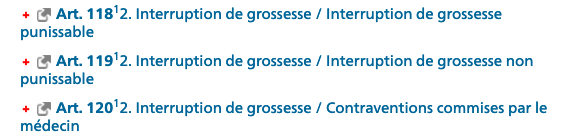 + Art. 118¹2. Interruption de grossesse / Interruption de grossesse
punissable
+ Art. 119¹2. Interruption de grossesse / Interruption de grossesse non
punissable
+ Art. 120¹2. Interruption de grossesse / Contraventions commises par le
médecin